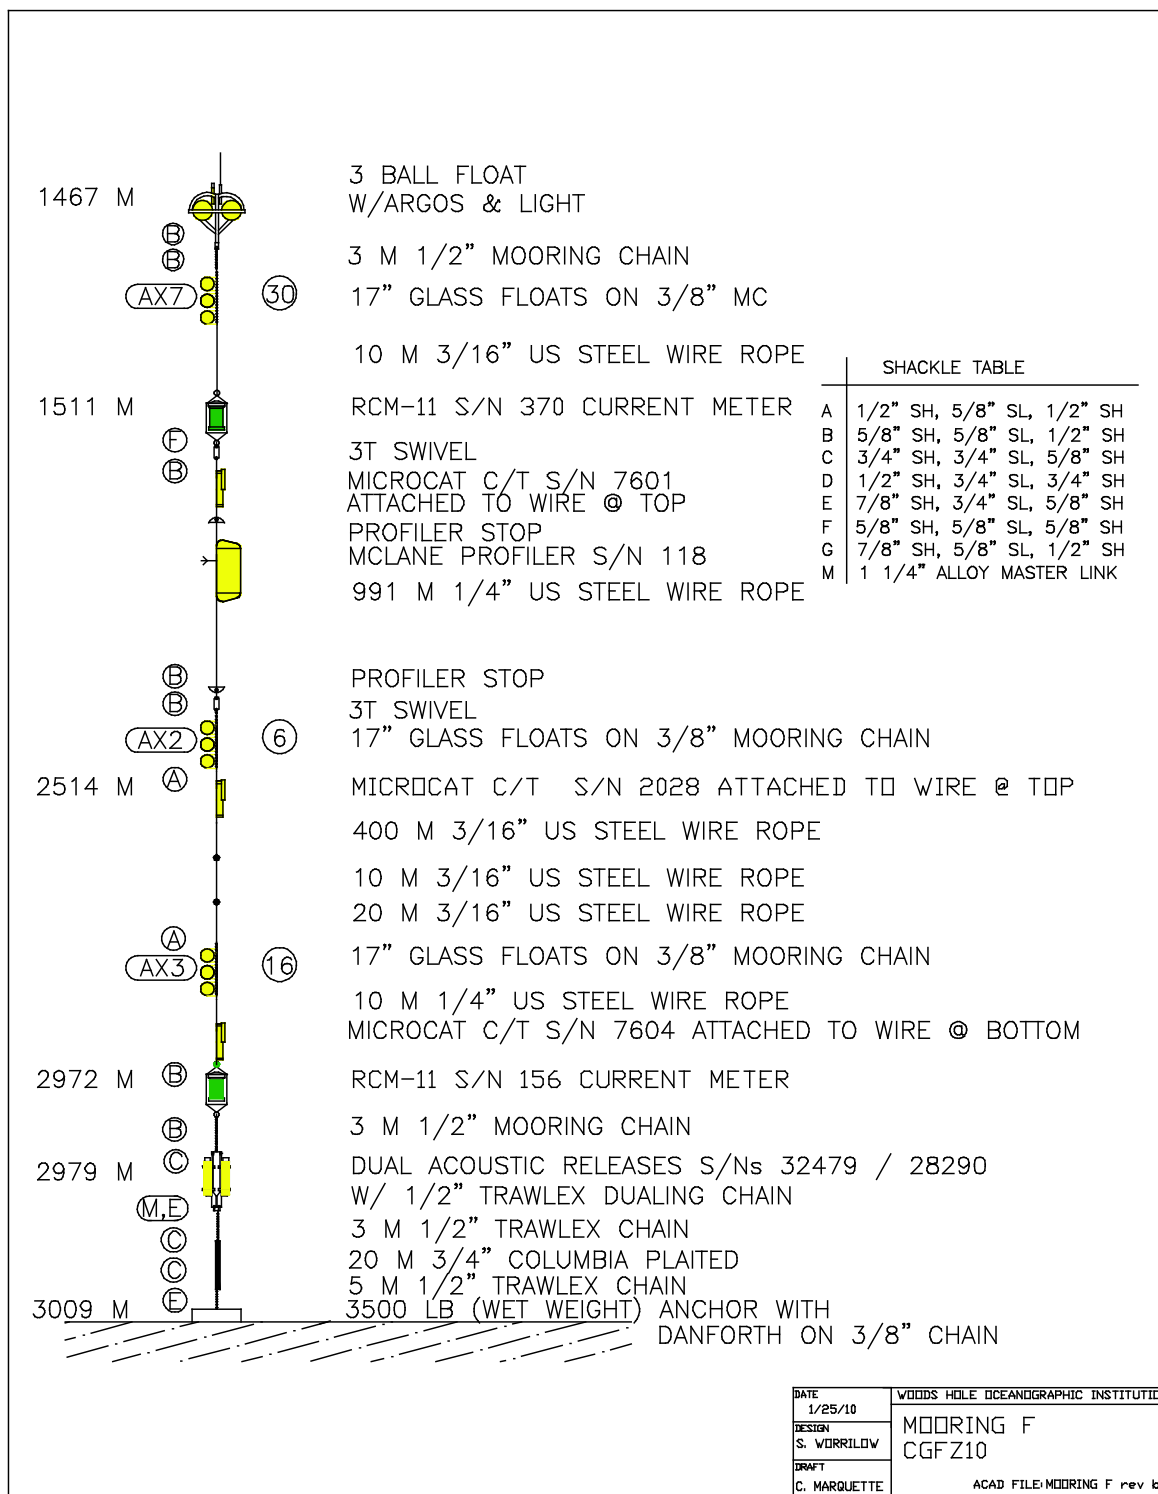 1467 M
3 BALL FLOAT
W/ARGOS & LIGHT
B
B
3 M 1/2" MOORING CHAIN
AX7
30
17" GLASS FLOATS ON 3/8" MC
10 M 3/16" US STEEL WIRE ROPE
1511 M
RCM-11 S/N 370 CURRENT METER
F
3T SWIVEL
B
MICROCAT C/T S/N 7601
ATTACHED TO WIRE @ TOP
PROFILER STOP
MCLANE PROFILER S/N 118
991 M 1/4" US STEEL WIRE ROPE
SHACKLE TABLE
A 1/2" SH, 5/8" SL, 1/2" SH
B 5/8" SH, 5/8" SL, 1/2" SH
C 3/4" SH, 3/4" SL, 5/8" SH
D 1/2" SH, 3/4" SL, 3/4" SH
E 7/8" SH, 3/4" SL, 5/8" SH
F 5/8" SH, 5/8" SL, 5/8" SH
G 7/8" SH, 5/8" SL, 1/2" SH
M 1 1/4" ALLOY MASTER LINK
B
PROFILER STOP
B
3T SWIVEL
AX2
6
17" GLASS FLOATS ON 3/8" MOORING CHAIN
2514 M
A
MICROCAT C/T S/N 2028 ATTACHED TO WIRE @ TOP
400 M 3/16" US STEEL WIRE ROPE
10 M 3/16" US STEEL WIRE ROPE
20 M 3/16" US STEEL WIRE ROPE
A
AX3
16
17" GLASS FLOATS ON 3/8" MOORING CHAIN
10 M 1/4" US STEEL WIRE ROPE
MICROCAT C/T S/N 7604 ATTACHED TO WIRE @ BOTTOM
2972 M
B
RCM-11 S/N 156 CURRENT METER
B
3 M 1/2" MOORING CHAIN
2979 M
C
DUAL ACOUSTIC RELEASES S/Ns 32479 / 28290
W/ 1/2" TRAWLEX DUALING CHAIN
M,E
3 M 1/2" TRAWLEX CHAIN
C
20 M 3/4" COLUMBIA PLAITED
C
5 M 1/2" TRAWLEX CHAIN
3009 M
E
3500 LB (WET WEIGHT) ANCHOR WITH
DANFORTH ON 3/8" CHAIN
DATE
1/25/10
WOODS HOLE OCEANOGRAPHIC
DESIGN
S. WORRILOW
MOORING F
CGFZ10
DRAFT
C. MARQUETTE
ACAD FILE:MOORING F rev